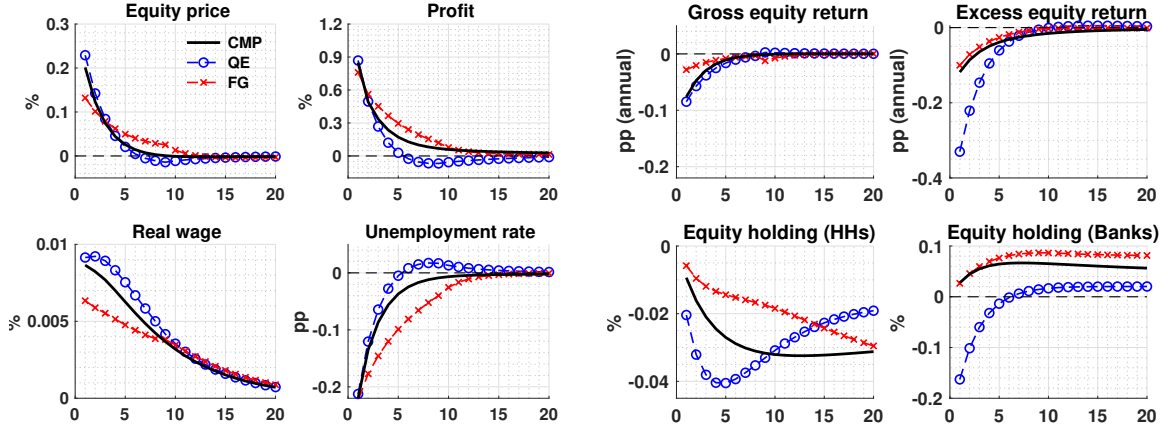 Equity price
0.3
0.2
0.1
0
%
CMP
QE
FG
0 5 10 15 20
Profit
1.2
0.9
0.6
0.3
0
%
0 5 10 15 20
Gross equity return
0
-0.1
-0.2
pp (annual)
0 5 10 15 20
Excess equity return
0
-0.2
-0.4
pp (annual)
0 5 10 15 20
Real wage
0.01
0.005
0
%
0 5 10 15 20
Unemployment rate
0
-0.1
-0.2
pp
0 5 10 15 20
Equity holding (HHs)
0
-0.02
-0.04
%
0 5 10 15 20
Equity holding (Banks)
0.1
0
-0.1
-0.2
%
0 5 10 15 20